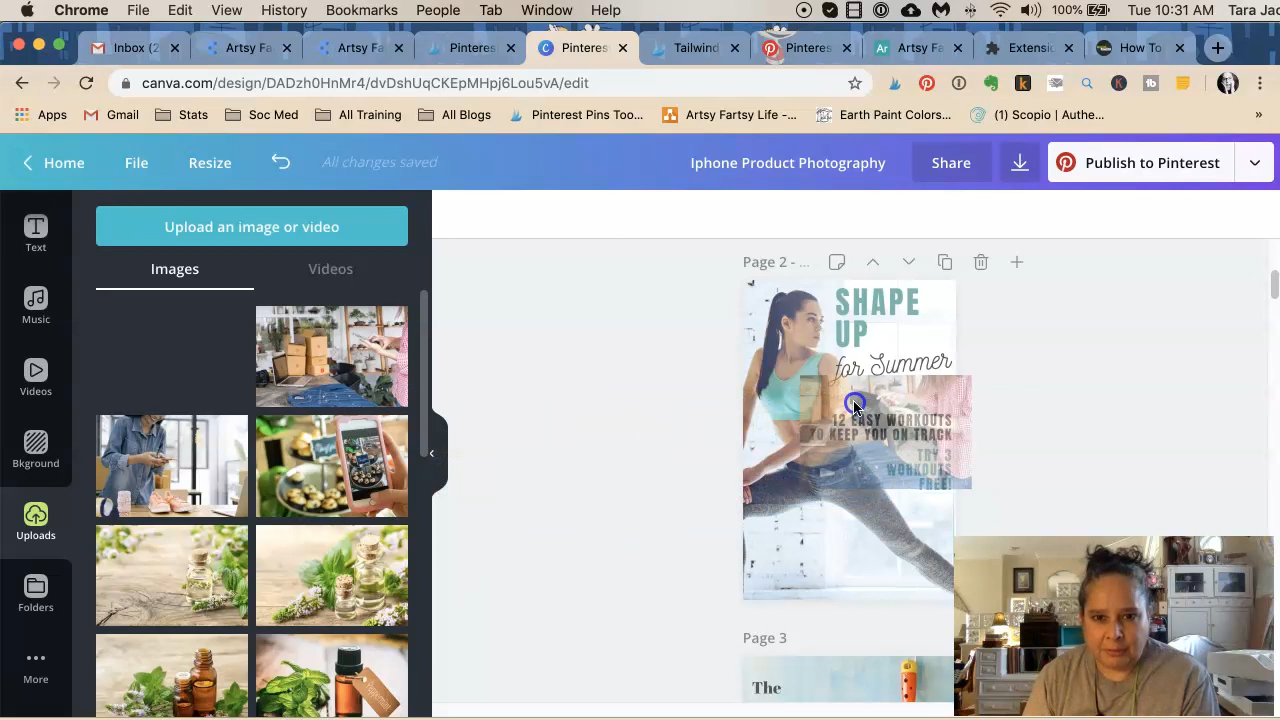 Chrome File Edit View History Bookmarks People Tab Window Help 100% Tue 10:31 AM Tara Jac
Inbox (2 Artsy Fa Artsy Fa Pinteres Pinteres Tailwind Pinteres Artsy Fa Extensic How To
canva.com/design/DADzh0HnMr4/dvDshUqCKEpMHpj6Lou5vA/edit
Apps Gmail Stats Soc Med All Training All Blogs Pinterest Pins Too... Artsy Fartsy Life -... Earth Paint Colors... (1) Scopio | Authe... »
Home File Resize All changes saved Iphone Product Photography Share Publish to Pinterest
Text
Music
Videos
Bkground
Uploads
Folders
More
Upload an image or video
Images Videos
Peppermint
Page 2 - ...
SHAPE
UP
for Summer
12 EASY WORKOUTS
TO KEEP YOU ON TRACK
TRY 3
WORKOUTS
FREE!
Page 3
The